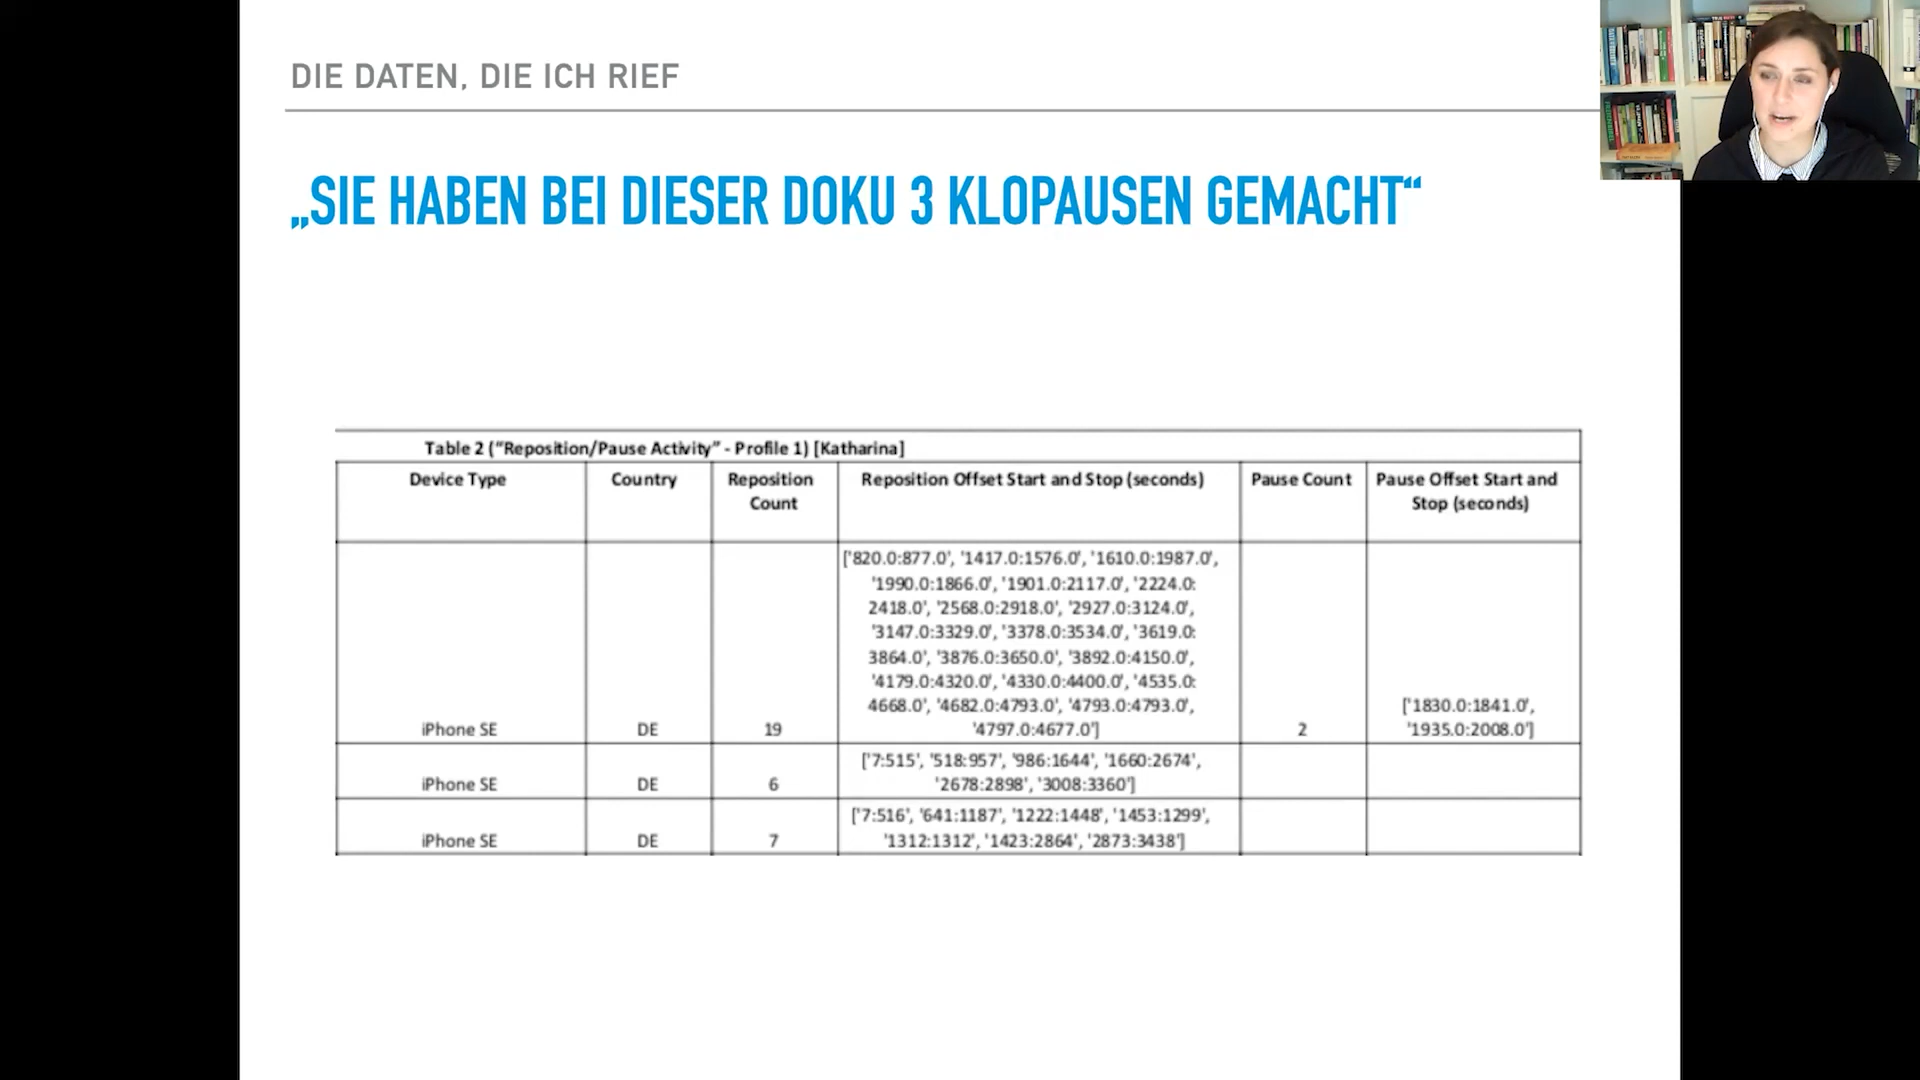 DIE DATEN, DIE ICH RIEF
„SIE HABEN BEI DIESER DOKU 3 KLOPAUSEN GEMACHT“
Table 2 (“Reposition/Pause Activity” - Profile 1) [Katharina]
Device Type Country Reposition Reposition Offset Start and Stop (seconds) Pause Count Pause Offset Start and
Count Stop (seconds)
['820.0:877.0', '1417.0:1576.0', '1610.0:1987.0',
'1990.0:1866.0', '1901.0:2117.0', '2224.0:
2418.0', '2568.0:2918.0', '2927.0:3124.0',
'3147.0:3329.0', '3378.0:3534.0', '3619.0:
3864.0', '3876.0:3650.0', '3892.0:4150.0',
'4179.0:4320.0', '4330.0:4400.0', '4535.0:
4668.0', '4682.0:4793.0', '4793.0:4793.0', ['1830.0:1841.0',
iPhone SE DE 19 '4797.0:4677.0'] 2 '1935.0:2008.0']
['7:515', '518:957', '986:1644', '1660:2674',
iPhone SE DE 6 '2678:2898', '3008:3360']
['7:516', '641:1187', '1222:1448', '1453:1299',
iPhone SE DE 7 '1312:1312', '1423:2864', '2873:3438']